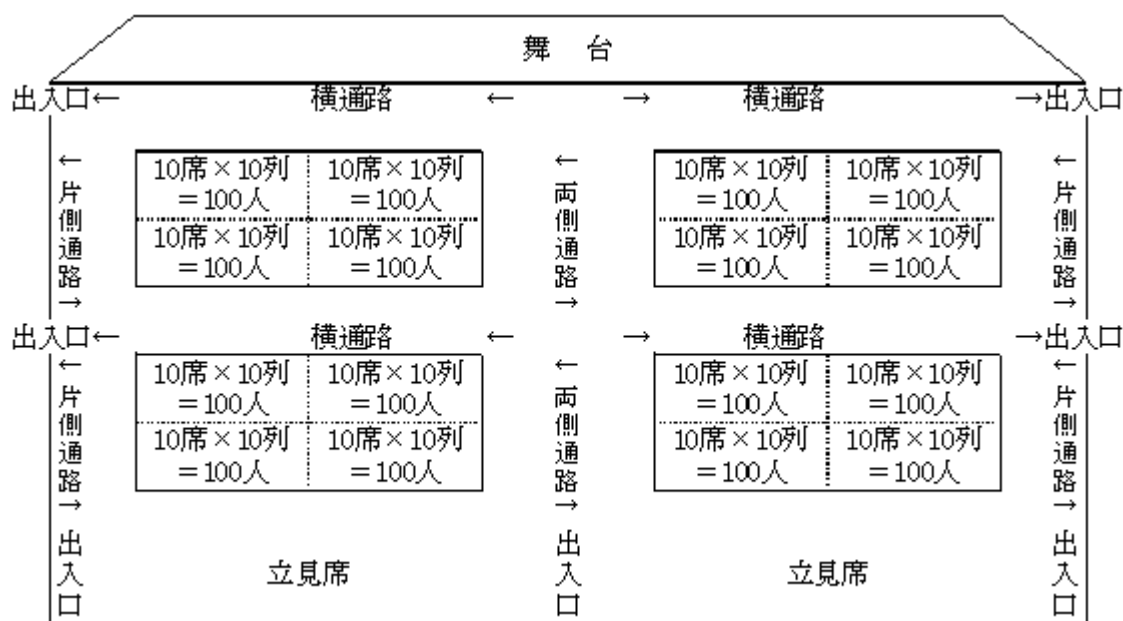 舞 台
出入口← 横通路 ← → 横通路 →出入口
←片側通路→
10席×10列 10席×10列
=100人 =100人
10席×10列 10席×10列
=100人 =100人
←両側通路→
10席×10列 10席×10列
=100人 =100人
10席×10列 10席×10列
=100人 =100人
←片側通路→
出入口← 横通路 ← → 横通路 →出入口
←片側通路→出入口
10席×10列 10席×10列
=100人 =100人
10席×10列 10席×10列
=100人 =100人
立見席
←両側通路→出入口
10席×10列 10席×10列
=100人 =100人
10席×10列 10席×10列
=100人 =100人
立見席
←片側通路→出入口